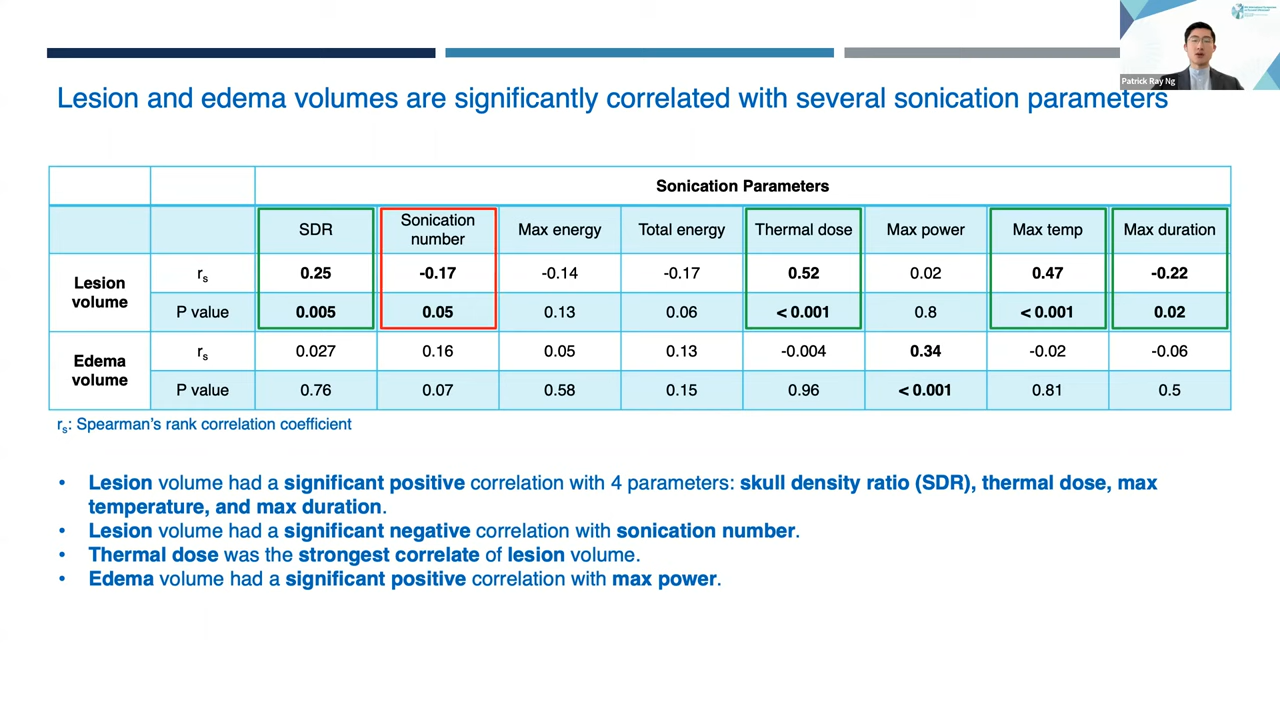 Patrick Ray Ng
Lesion and edema volumes are significantly correlated with several sonication parameters
Sonication Parameters
SDR Sonication number Max energy Total energy Thermal dose Max power Max temp Max duration
Lesion volume rs 0.25 -0.17 -0.14 -0.17 0.52 0.02 0.47 -0.22
P value 0.005 0.05 0.13 0.06 < 0.001 0.8 < 0.001 0.02
Edema volume rs 0.027 0.16 0.05 0.13 -0.004 0.34 -0.02 -0.06
P value 0.76 0.07 0.58 0.15 0.96 < 0.001 0.81 0.5
rs: Spearman's rank correlation coefficient
• Lesion volume had a significant positive correlation with 4 parameters: skull density ratio (SDR), thermal dose, max
temperature, and max duration.
• Lesion volume had a significant negative correlation with sonication number.
• Thermal dose was the strongest correlate of lesion volume.
• Edema volume had a significant positive correlation with max power.